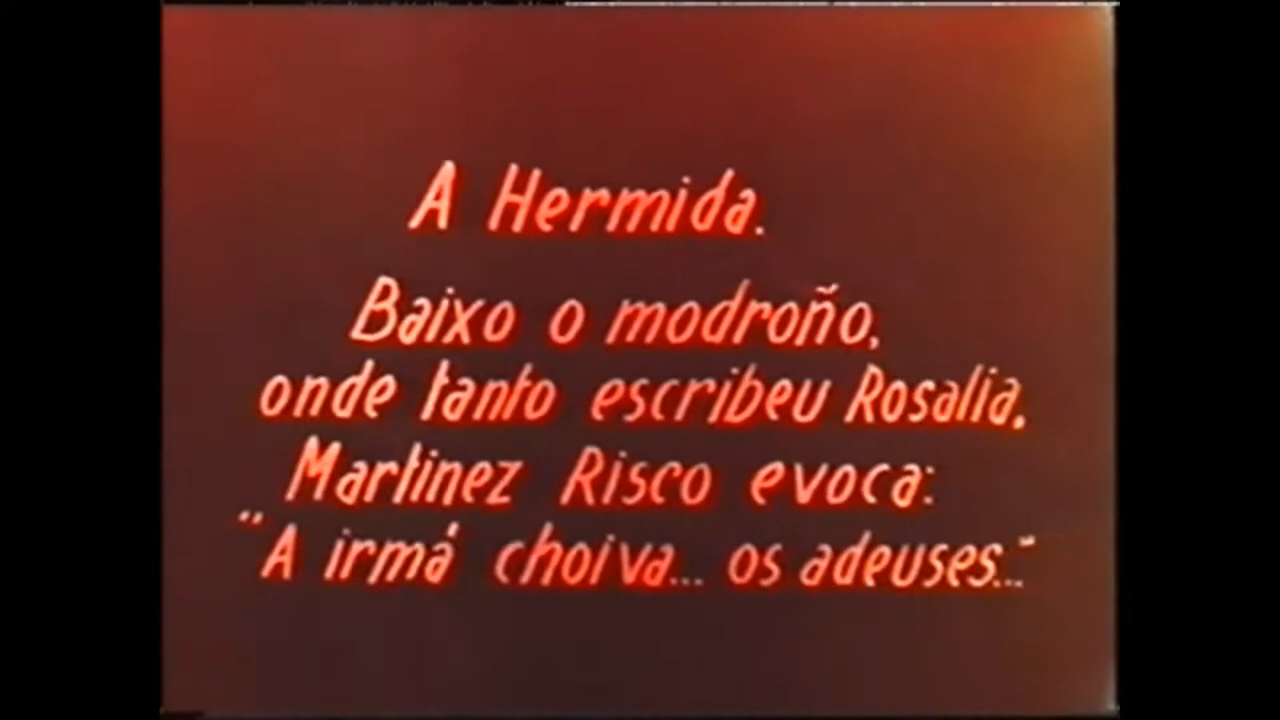 A Hermida.
Baixo o modroño,
onde tanto escribeu Rosalia.
Martinez Risco evoca:
"A irmá choiva... os adeuses..."